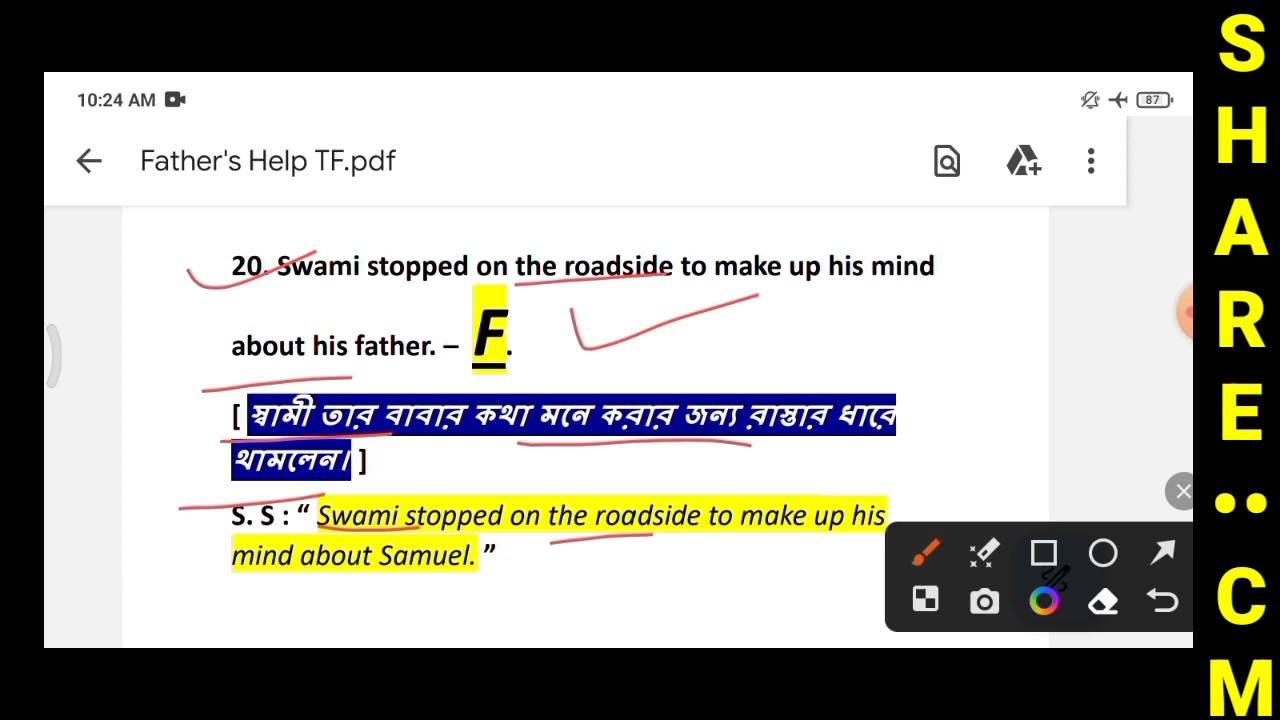 10:24 AM
87
Father's Help TF.pdf
20. Swami stopped on the roadside to make up his mind
about his father. – F.
[ স্বামী তার বাবার কথা মনে করার জন্য রাস্তার ধারে
থামলেন। ]
S. S : “ Swami stopped on the roadside to make up his
mind about Samuel. ”
SHARE••CM